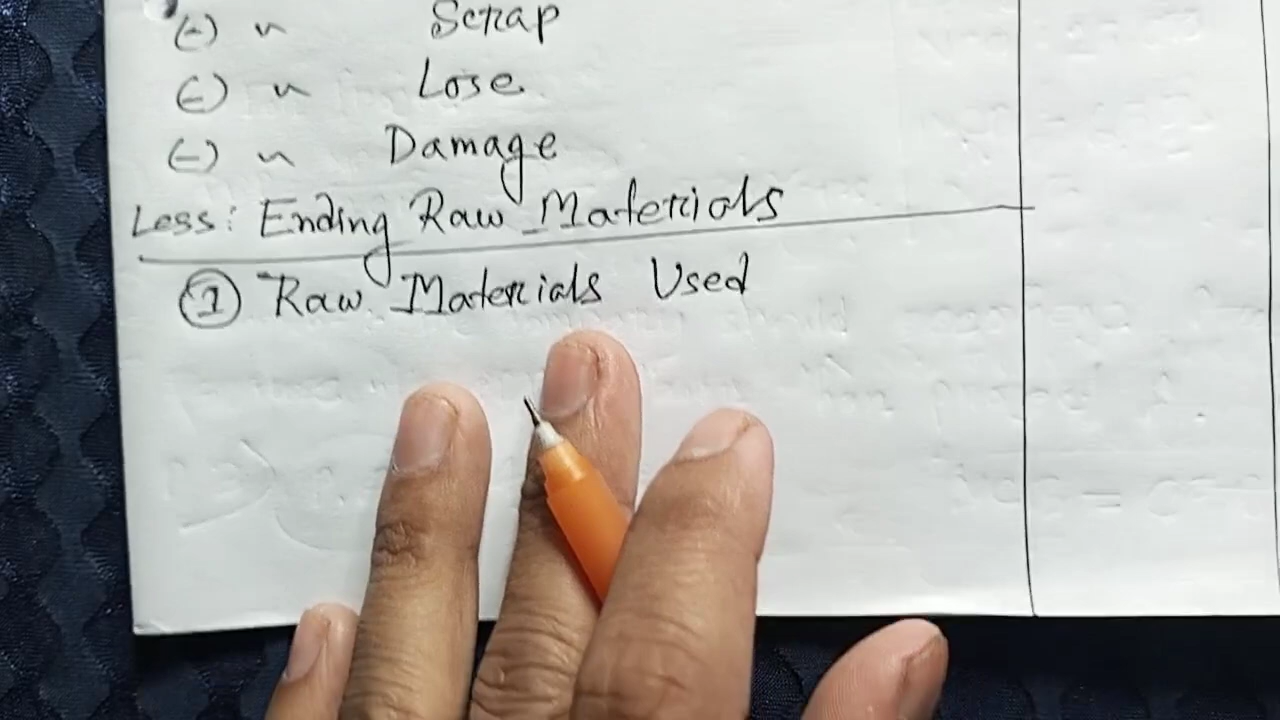 (-) " Scrap
(-) " Lose
(-) " Damage
Less: Ending Raw Materials
① Raw Materials Used